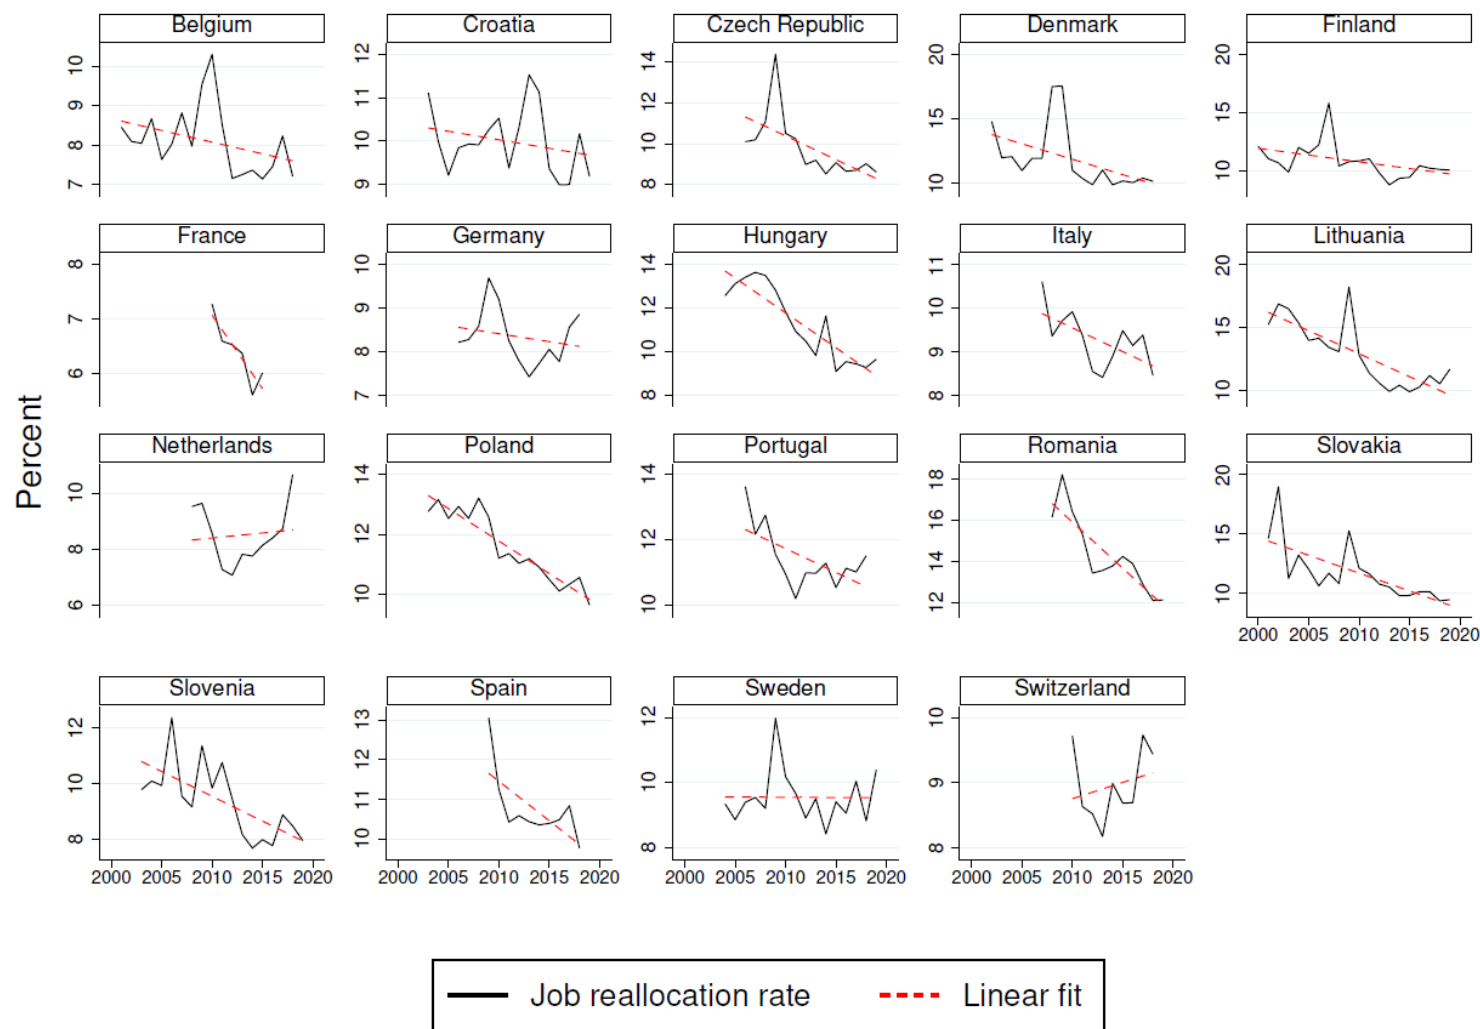 Percent
Belgium
10
9
8
7
Croatia
12
11
10
9
Czech Republic
14
12
10
8
Denmark
20
15
10
Finland
20
15
10
France
8
7
6
Germany
10
9
8
7
Hungary
14
12
10
8
Italy
11
10
9
8
Lithuania
20
15
10
Netherlands
10
8
6
Poland
14
12
10
Portugal
14
12
10
Romania
18
16
14
12
Slovakia
20
15
10
2000 2005 2010 2015 2020
Slovenia
12
10
8
2000 2005 2010 2015 2020
Spain
13
12
11
10
2000 2005 2010 2015 2020
Sweden
12
10
8
2000 2005 2010 2015 2020
Switzerland
10
9
8
2000 2005 2010 2015 2020
Job reallocation rate
Linear fit